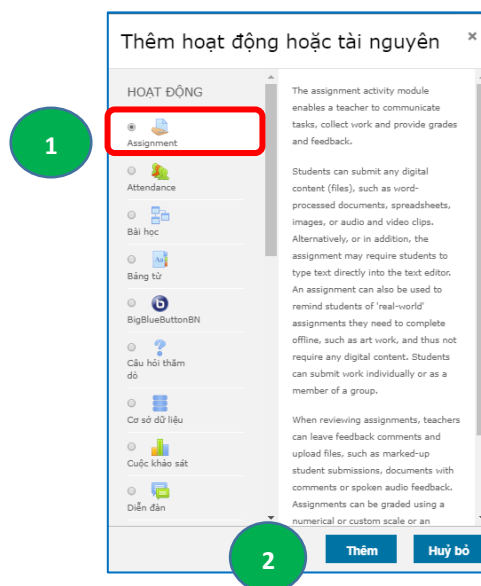 Thêm hoạt động hoặc tài nguyên ×
HOẠT ĐỘNG
1
Assignment
Attendance
Bài học
Bảng từ
BigBlueButtonBN
Câu hỏi thăm
dò
Cơ sở dữ liệu
Cuộc khảo sát
Diễn đàn
The assignment activity module
enables a teacher to communicate
tasks, collect work and provide grades
and feedback.
Students can submit any digital
content (files), such as word-
processed documents, spreadsheets,
images, or audio and video clips.
Alternatively, or in addition, the
assignment may require students to
type text directly into the text editor.
An assignment can also be used to
remind students of 'real-world'
assignments they need to complete
offline, such as art work, and thus not
require any digital content. Students
can submit work individually or as a
member of a group.
When reviewing assignments, teachers
can leave feedback comments and
upload files, such as marked-up
student submissions, documents with
comments or spoken audio feedback.
Assignments can be graded using a
numerical or custom scale or an
2
Thêm
Huỷ bỏ